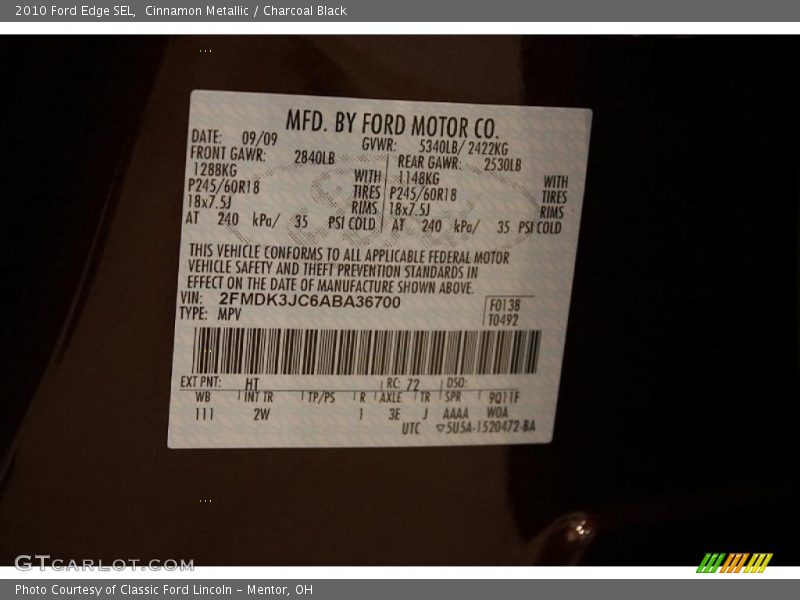 2010 Ford Edge SEL,  Cinnamon Metallic / Charcoal Black
MFD. BY FORD MOTOR CO.
DATE: 09/09 GVWR: 5340LB/ 2422KG
FRONT GAWR: 2840LB REAR GAWR: 2530LB
1288KG WITH 1148KG WITH
P245/60R18 TIRES P245/60R18 TIRES
18x7.5J RIMS 18x7.5J RIMS
AT 240 kPa/ 35 PSI COLD AT 240 kPa/ 35 PSI COLD
THIS VEHICLE CONFORMS TO ALL APPLICABLE FEDERAL MOTOR
VEHICLE SAFETY AND THEFT PREVENTION STANDARDS IN
EFFECT ON THE DATE OF MANUFACTURE SHOWN ABOVE.
VIN: 2FMDK3JC6ABA36700 F0138
TYPE: MPV T0492
EXT PNT: HT RC: 72 DSO:
WB INT TR TP/PS R AXLE TR SPR 9Q11F
111 2W 1 3E J AAAA W0A
UTC ▽5U5A-1520472-BA
GTCARLOT.COM
Photo Courtesy of Classic Ford Lincoln – Mentor, OH